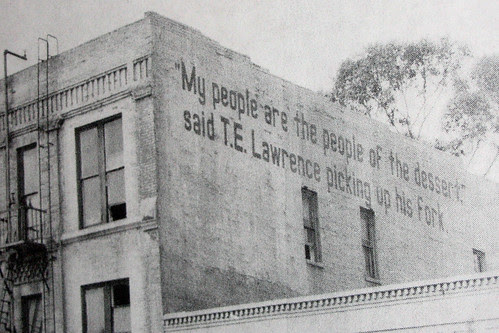 "My people are the people of the dessert,"
said T.E. Lawrence picking up his fork.